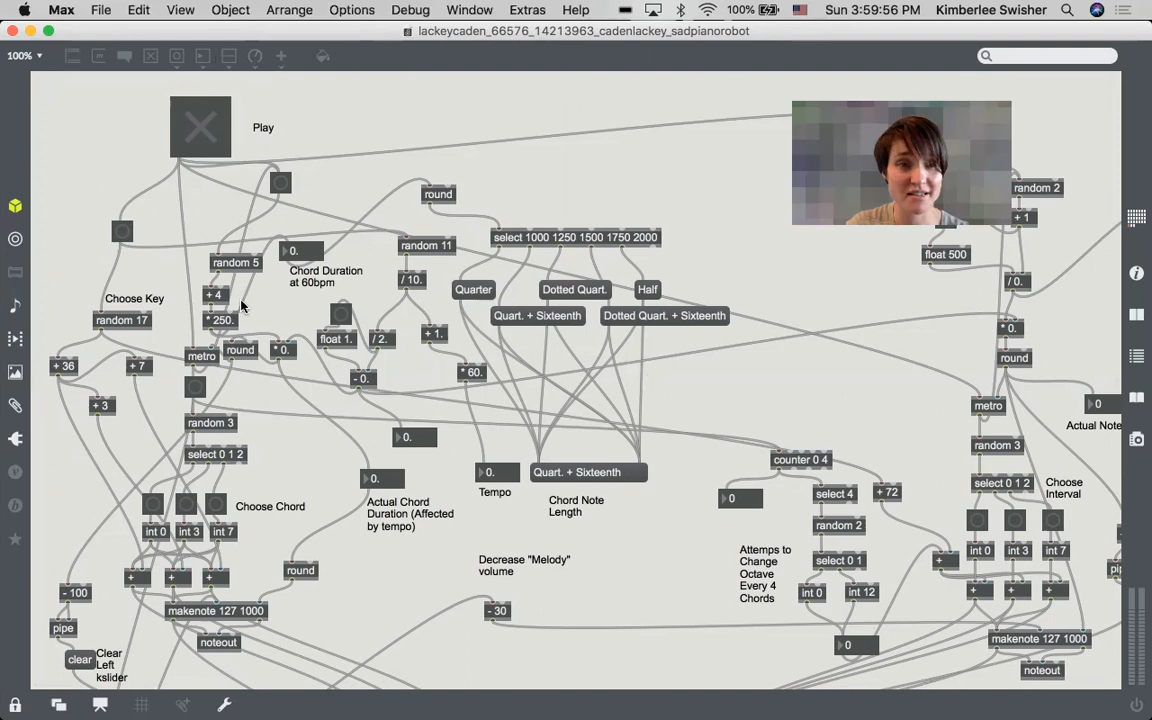 Max File Edit View Object Arrange Options Debug Window Extras Help 100% Sun 3:59:56 PM Kimberlee Swisher
lackeycaden_66576_14213963_cadenlackey_sadpianorobot
100%
Play
random 2
round
+ 1
select 1000 1250 1500 1750 2000
random 11
0.
float 500
random 5
Chord Duration
at 60bpm
/ 10.
/ 0.
Quarter
Dotted Quart.
Half
+ 4
Choose Key
random 17
* 250.
Quart. + Sixteenth
Dotted Quart. + Sixteenth
float 1.
/ 2.
+ 1.
* 0.
metro
round
* 0.
round
+ 36
+ 7
- 0.
* 60.
+ 3
metro
0
random 3
Actual Note
0.
random 3
select 0 1 2
counter 0 4
0.
0.
Quart. + Sixteenth
select 0 1 2
Choose
Interval
Tempo
0
select 4
+ 72
Choose Chord
Actual Chord
Duration (Affected
by tempo)
Chord Note
Length
random 2
int 0
int 3
int 7
Attemps to
Change
Octave
Every 4
Chords
+
int 0
int 3
int 7
Decrease "Melody"
volume
select 0 1
+
+
+
round
pip
- 100
int 0
int 12
+
+
+
makenote 127 1000
- 30
pipe
noteout
0
makenote 127 1000
clear
Clear
Left
kslider
noteout